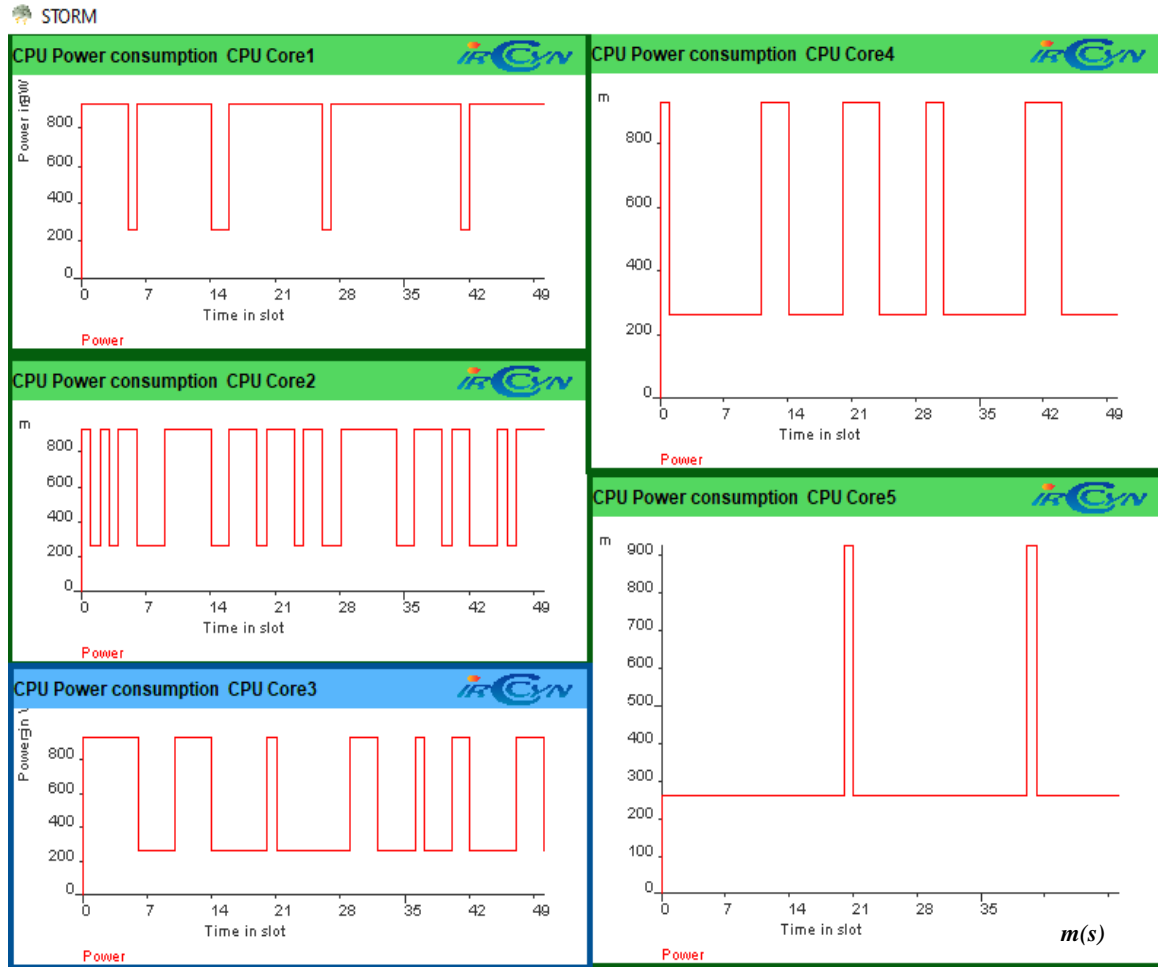 STORM
CPU Power consumption CPU Core1
IRCCyN
800
600
400
200
0
0 7 14 21 28 35 42 49
Time in slot
Power
CPU Power consumption CPU Core2
IRCCyN
m
800
600
400
200
0
0 7 14 21 28 35 42 49
Time in slot
Power
CPU Power consumption CPU Core3
IRCCyN
800
600
400
200
0
0 7 14 21 28 35 42 49
Time in slot
Power
CPU Power consumption CPU Core4
IRCCyN
m
800
600
400
200
0
0 7 14 21 28 35 42 49
Time in slot
Power
CPU Power consumption CPU Core5
IRCCyN
m
900
800
700
600
500
400
300
200
100
0
0 7 14 21 28 35
Time in slot
m(s)
Power